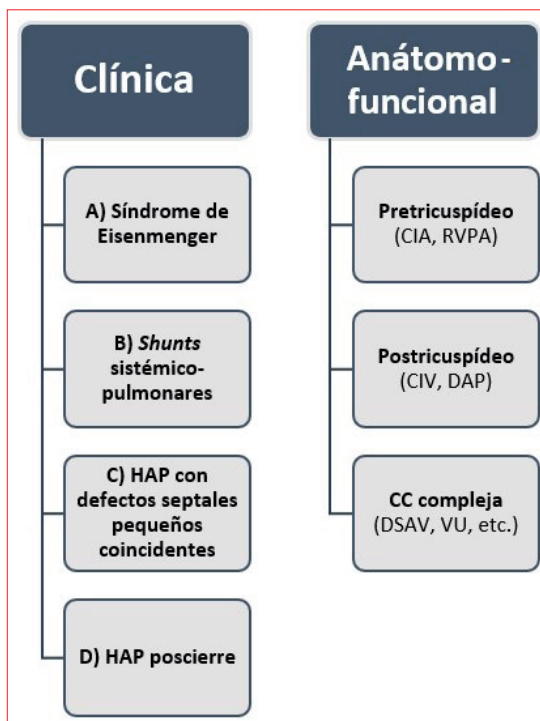 Clínica
A) Síndrome de
Eisenmenger
B) Shunts
sistémico-
pulmonares
C) HAP con
defectos septales
pequeños
coincidentes
D) HAP poscierre
Anátomo-
funcional
Pretricuspídeo
(CIA, RVPA)
Postricuspídeo
(CIV, DAP)
CC compleja
(DSAV, VU, etc.)